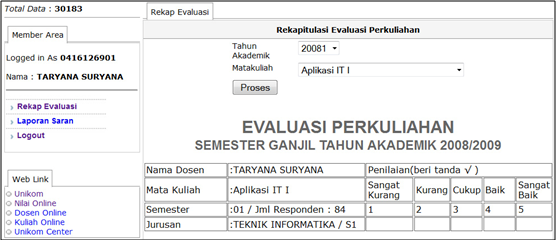 Total Data : 30183
Member Area
Logged in As 0416126901
Nama : TARYANA SURYANA
Rekap Evaluasi
Laporan Saran
Logout
Web Link
Unikom
Nilai Online
Dosen Online
Kuliah Online
Unikom Center
Rekap Evaluasi
Rekapitulasi Evaluasi Perkuliahan
Tahun Akademik 20081
Matakuliah Aplikasi IT I
Proses
EVALUASI PERKULIAHAN
SEMESTER GANJIL TAHUN AKADEMIK 2008/2009
Nama Dosen :TARYANA SURYANA Penilaian(beri tanda √ )
Mata Kuliah :Aplikasi IT I Sangat Kurang Kurang Cukup Baik Sangat Baik
Semester :01 / Jml Responden : 84 1 2 3 4 5
Jurusan :TEKNIK INFORMATIKA / S1